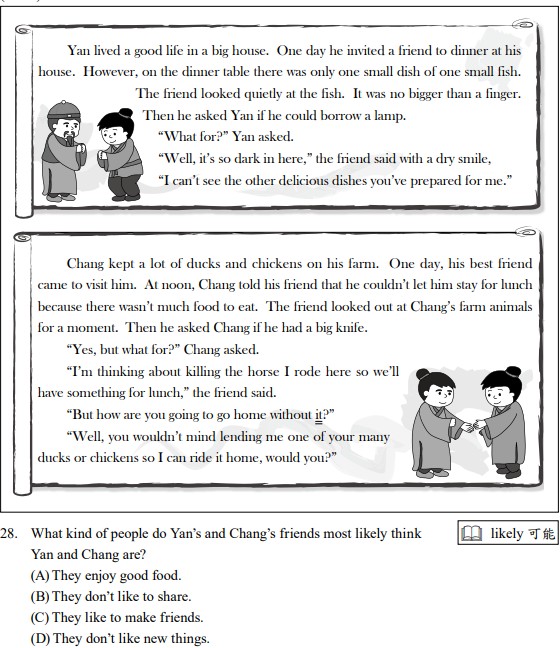 Yan lived a good life in a big house. One day he invited a friend to dinner at his
house. However, on the dinner table there was only one small dish of one small fish.
The friend looked quietly at the fish. It was no bigger than a finger.
Then he asked Yan if he could borrow a lamp.
“What for?” Yan asked.
“Well, it’s so dark in here,” the friend said with a dry smile,
“I can’t see the other delicious dishes you’ve prepared for me.”
Chang kept a lot of ducks and chickens on his farm. One day, his best friend
came to visit him. At noon, Chang told his friend that he couldn’t let him stay for lunch
because there wasn’t much food to eat. The friend looked out at Chang’s farm animals
for a moment. Then he asked Chang if he had a big knife.
“Yes, but what for?” Chang asked.
“I’m thinking about killing the horse I rode here so we’ll
have something for lunch,” the friend said.
“But how are you going to go home without it?”
“Well, you wouldn’t mind lending me one of your many
ducks or chickens so I can ride it home, would you?”
28. What kind of people do Yan’s and Chang’s friends most likely think
Yan and Chang are?
likely 可能
(A) They enjoy good food.
(B) They don’t like to share.
(C) They like to make friends.
(D) They don’t like new things.